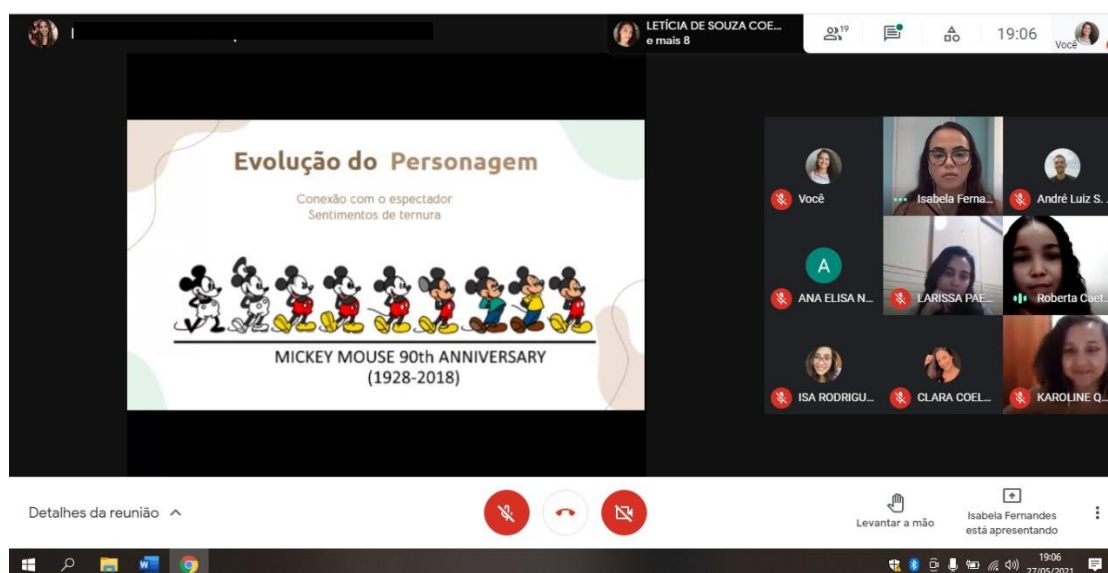 LETÍCIA DE SOUZA COE...
e mais 8
19
19:06
Você
Evolução do Personagem
Conexão com o espectador
Sentimentos de ternura
MICKEY MOUSE 90th ANNIVERSARY
(1928-2018)
Você
Isabela Ferna...
André Luiz S. ...
A
ANA ELISA N...
LARISSA PAE...
Roberta Caet...
ISA RODRIGU...
CLARA COEL...
KAROLINE Q...
Detalhes da reunião
Levantar a mão
Isabela Fernandes
está apresentando
19:06
27/05/2021